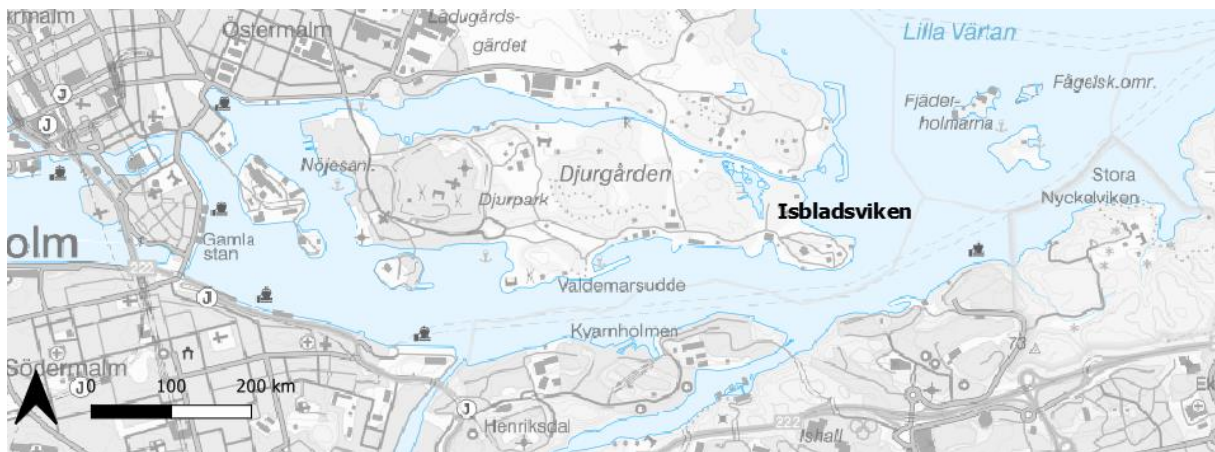 rmalm
Östermalm
Ladugårds-
gärdet
Lilla Värtan
Fågelsk.omr.
Fjäder-
holmarna
J
J
Nöjesanl.
Djurgården
Djurpark
Stora
Nyckelviken
Isbladsviken
Gamla
stan
olm
222
J
Valdemarsudde
Kvarnholmen
73
Södermalm
J
0 100 200 km
J
Henriksdal
222
Ishall
Ek